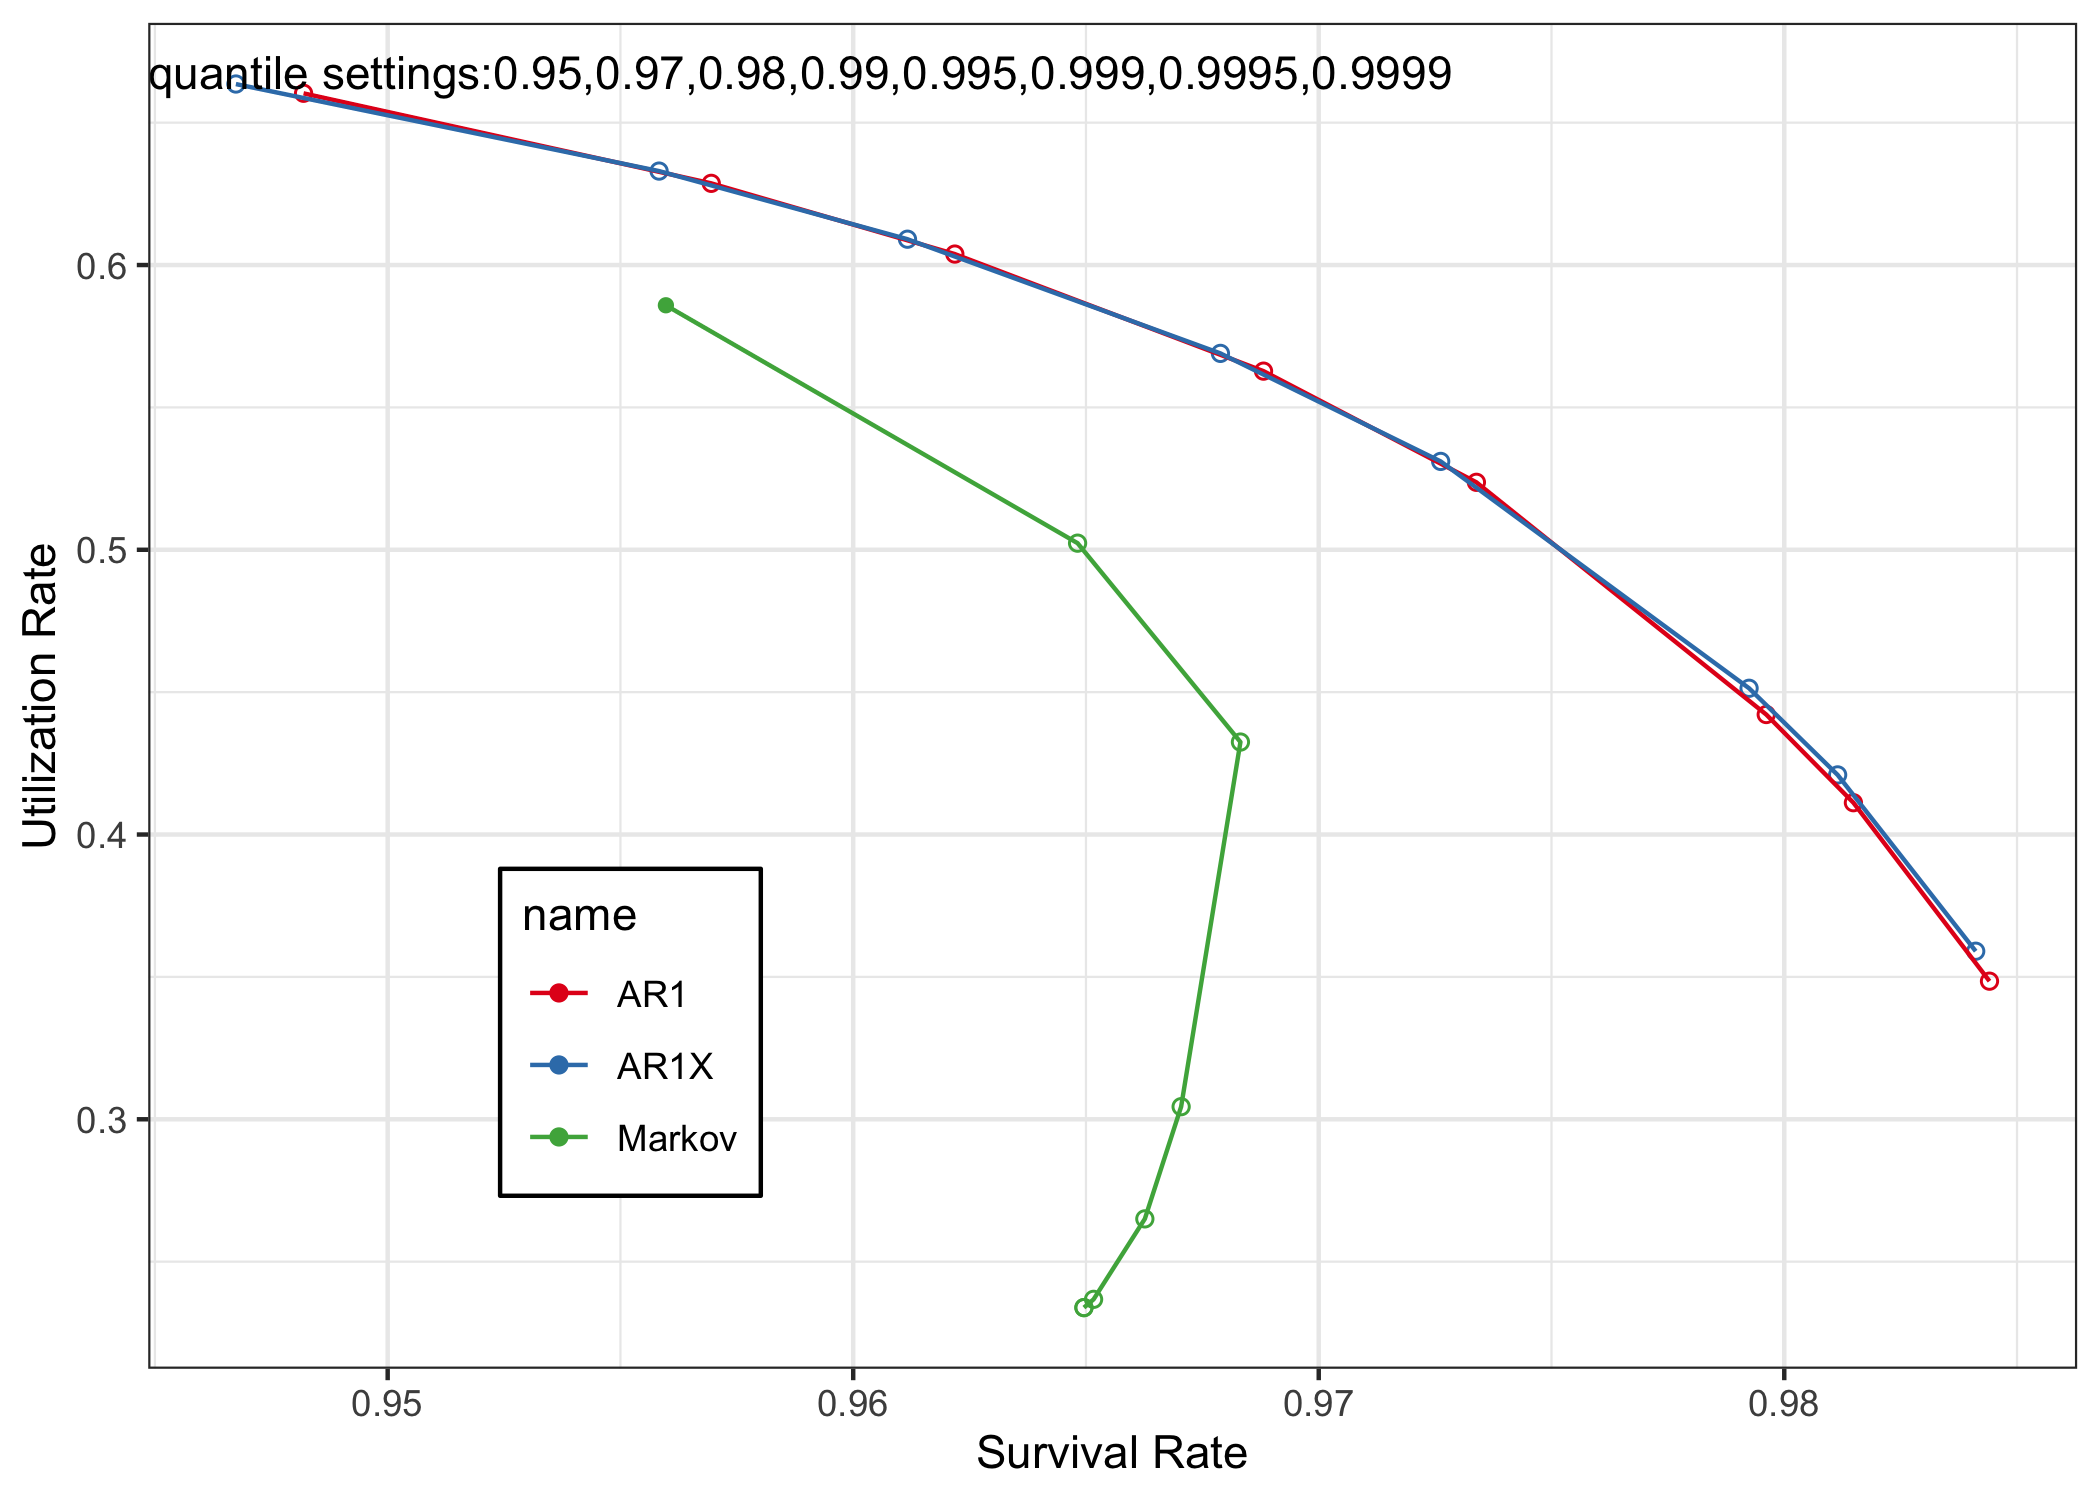 quantile settings:0.95,0.97,0.98,0.99,0.995,0.999,0.9995,0.9999
Utilization Rate
0.6
0.5
0.4
0.3
name
AR1
AR1X
Markov
0.95
0.96
0.97
0.98
Survival Rate